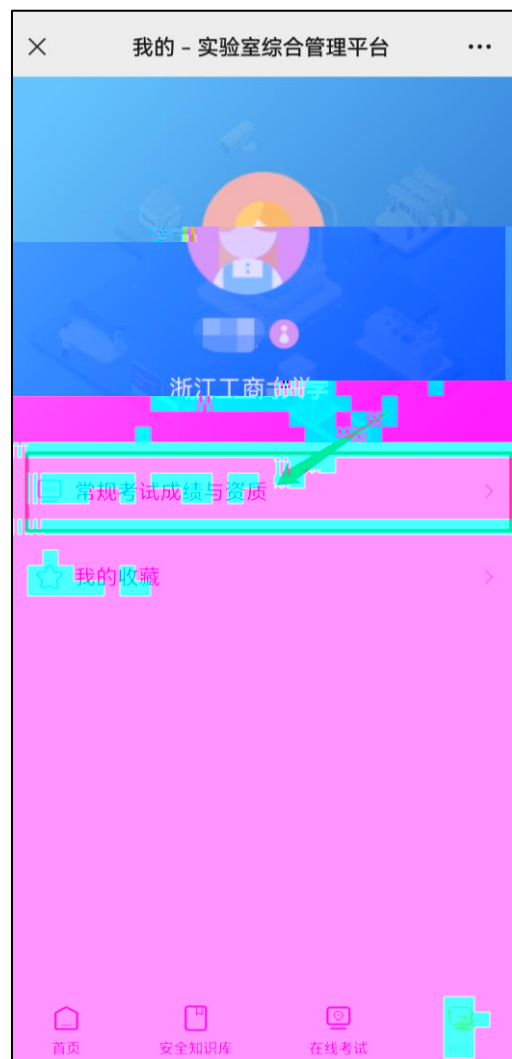 我的 – 实验室综合管理平台
浙江工商大学
常规考试成绩与资质
我的收藏
首页
安全知识库
在线考试